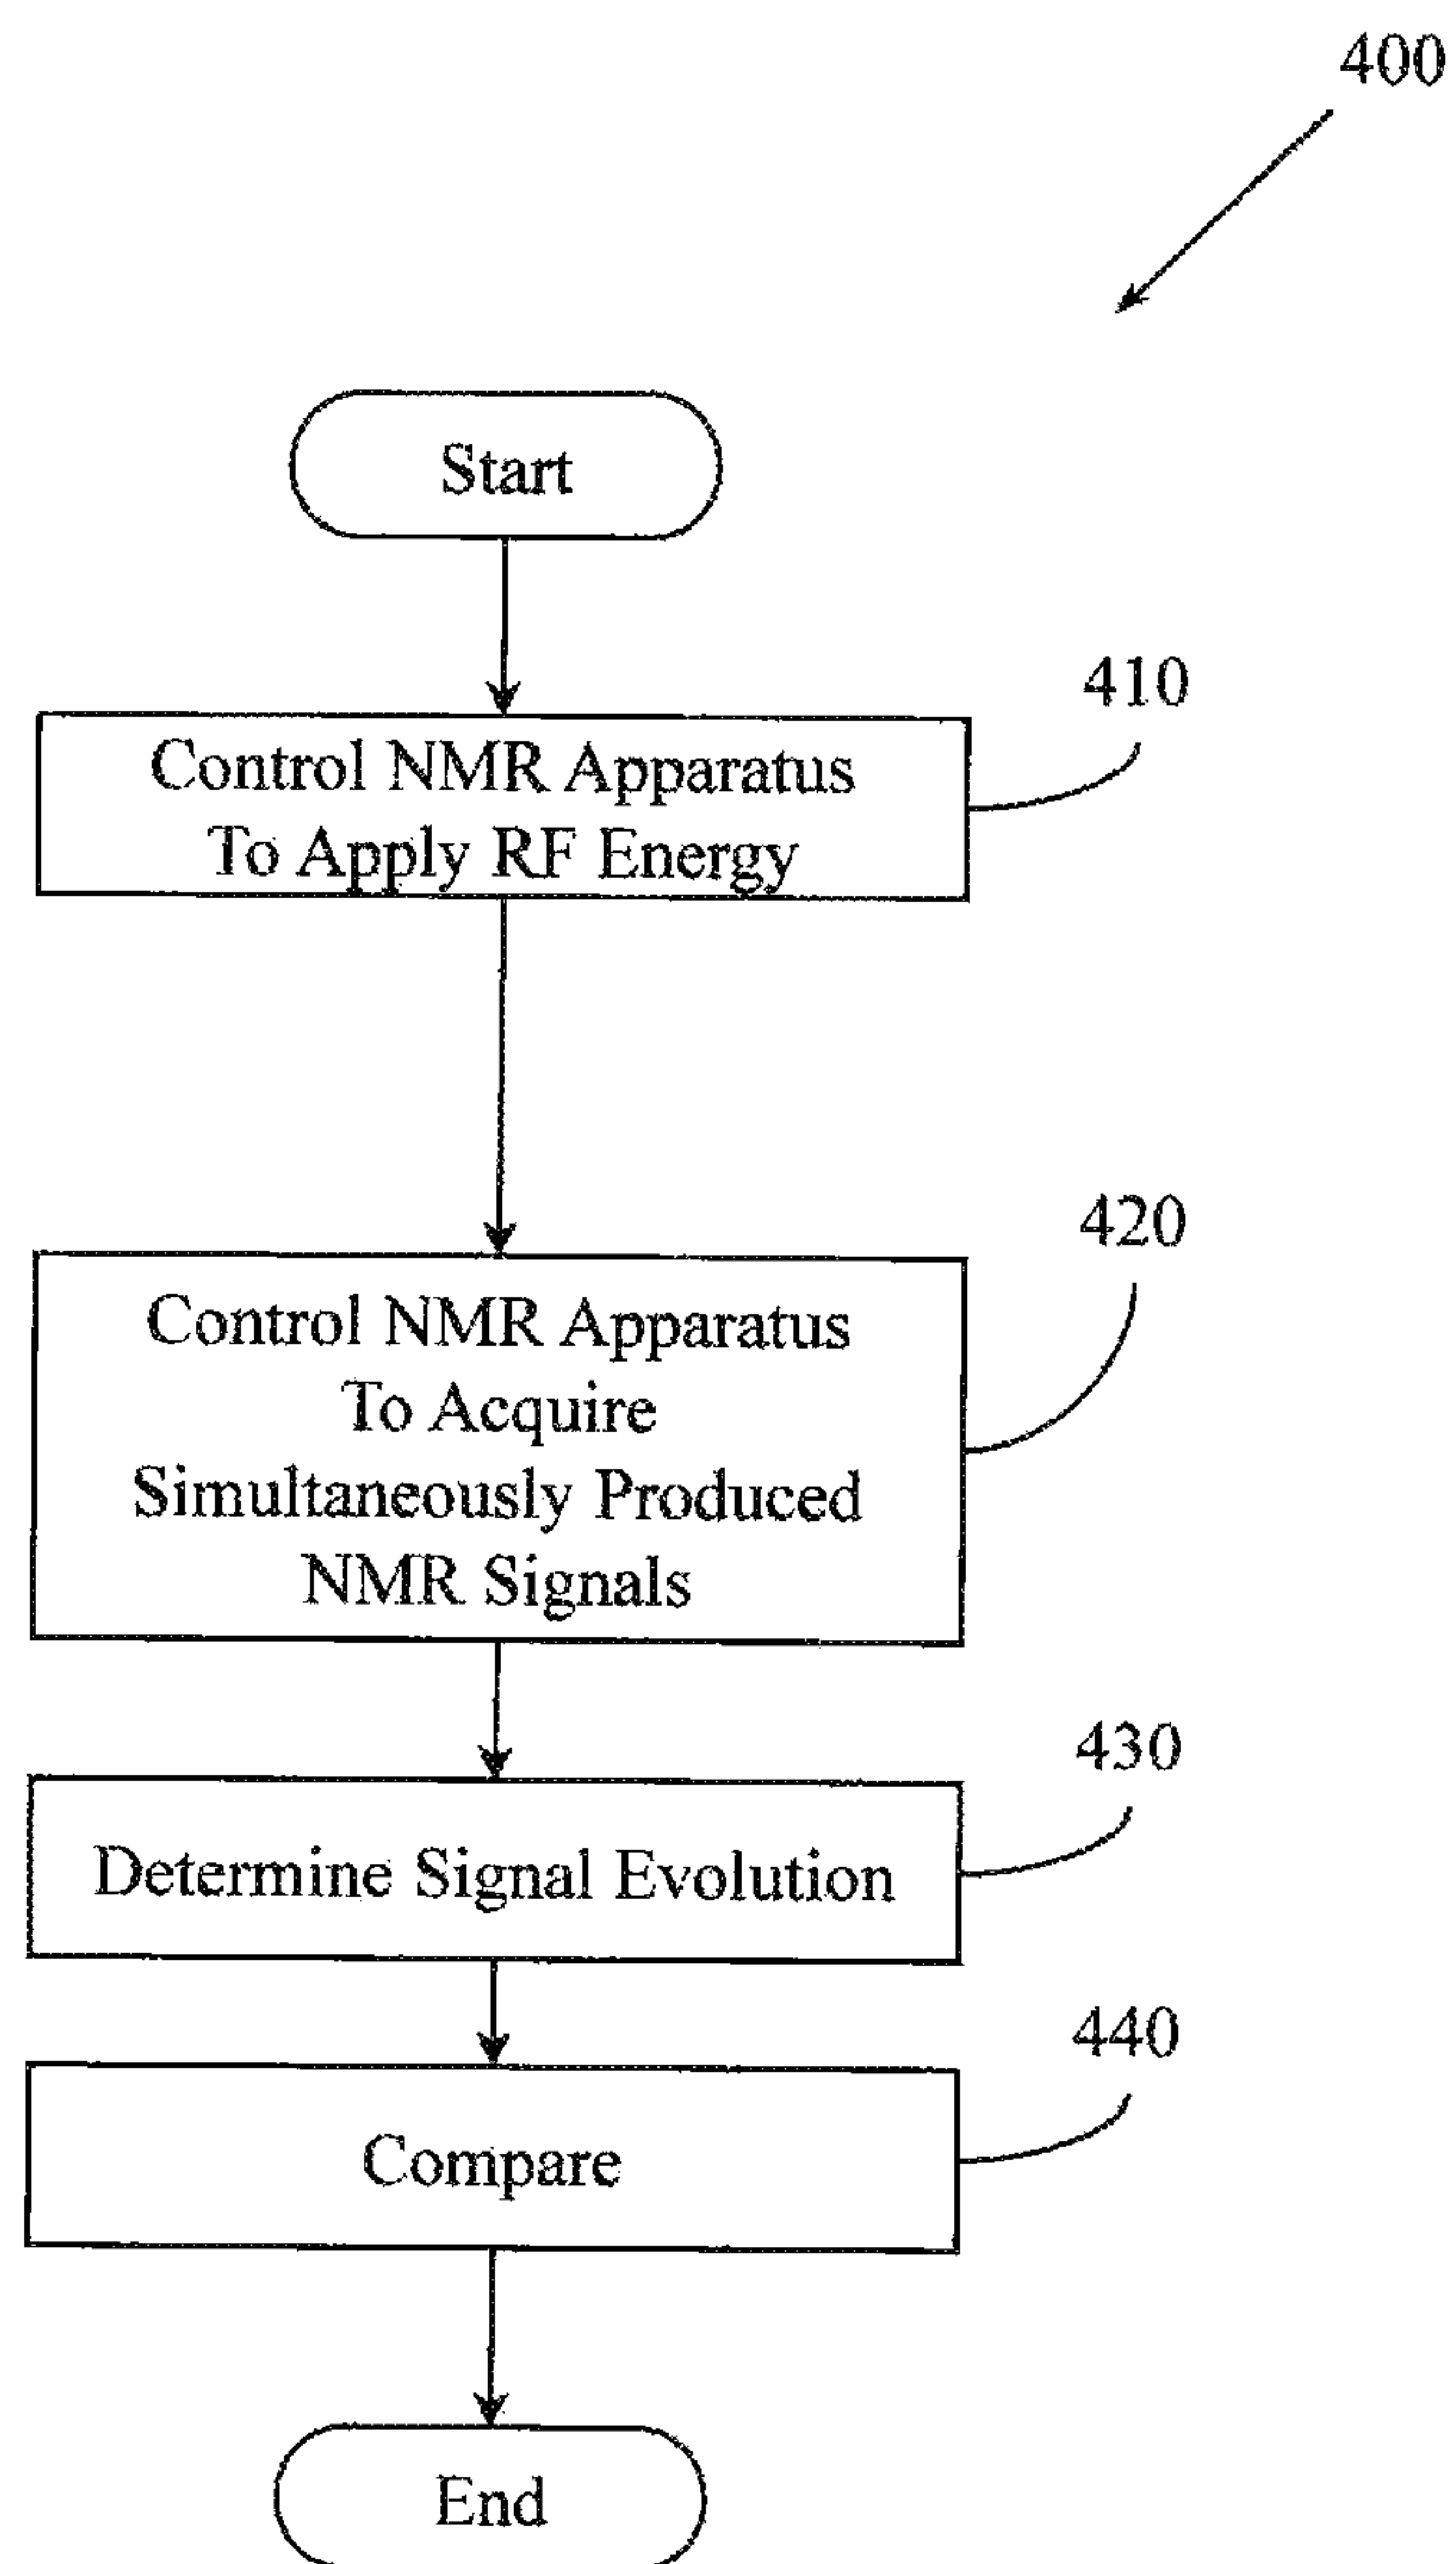 400
Start
410
Control NMR Apparatus
To Apply RF Energy
420
Control NMR Apparatus
To Acquire
Simultaneously Produced
NMR Signals
430
Determine Signal Evolution
440
Compare
End